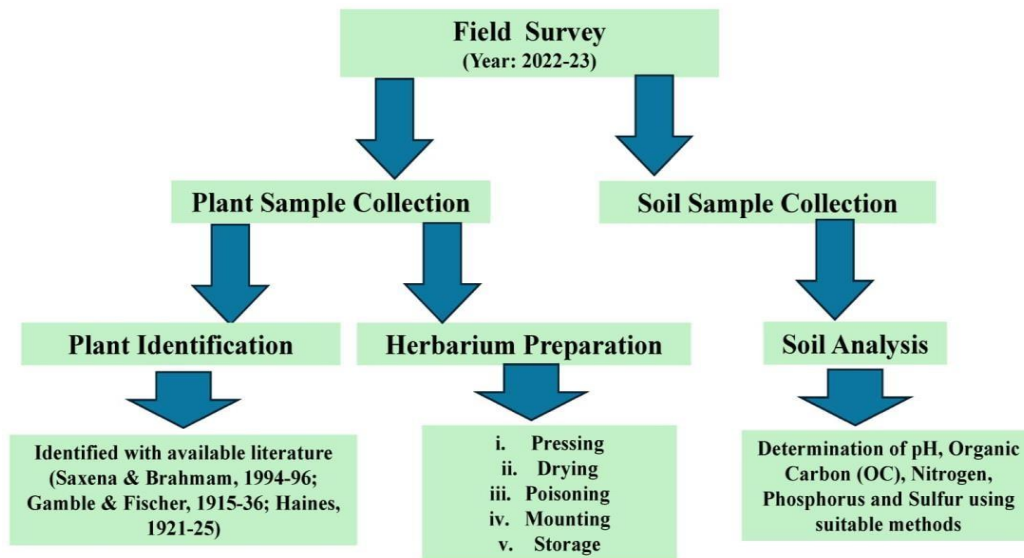 Field Survey
(Year: 2022-23)
Plant Sample Collection
Soil Sample Collection
Plant Identification
Herbarium Preparation
Soil Analysis
Identified with available literature
(Saxena & Brahmam, 1994-96;
Gamble & Fischer, 1915-36; Haines,
1921-25)
i. Pressing
ii. Drying
iii. Poisoning
iv. Mounting
v. Storage
Determination of pH, Organic
Carbon (OC), Nitrogen,
Phosphorus and Sulfur using
suitable methods